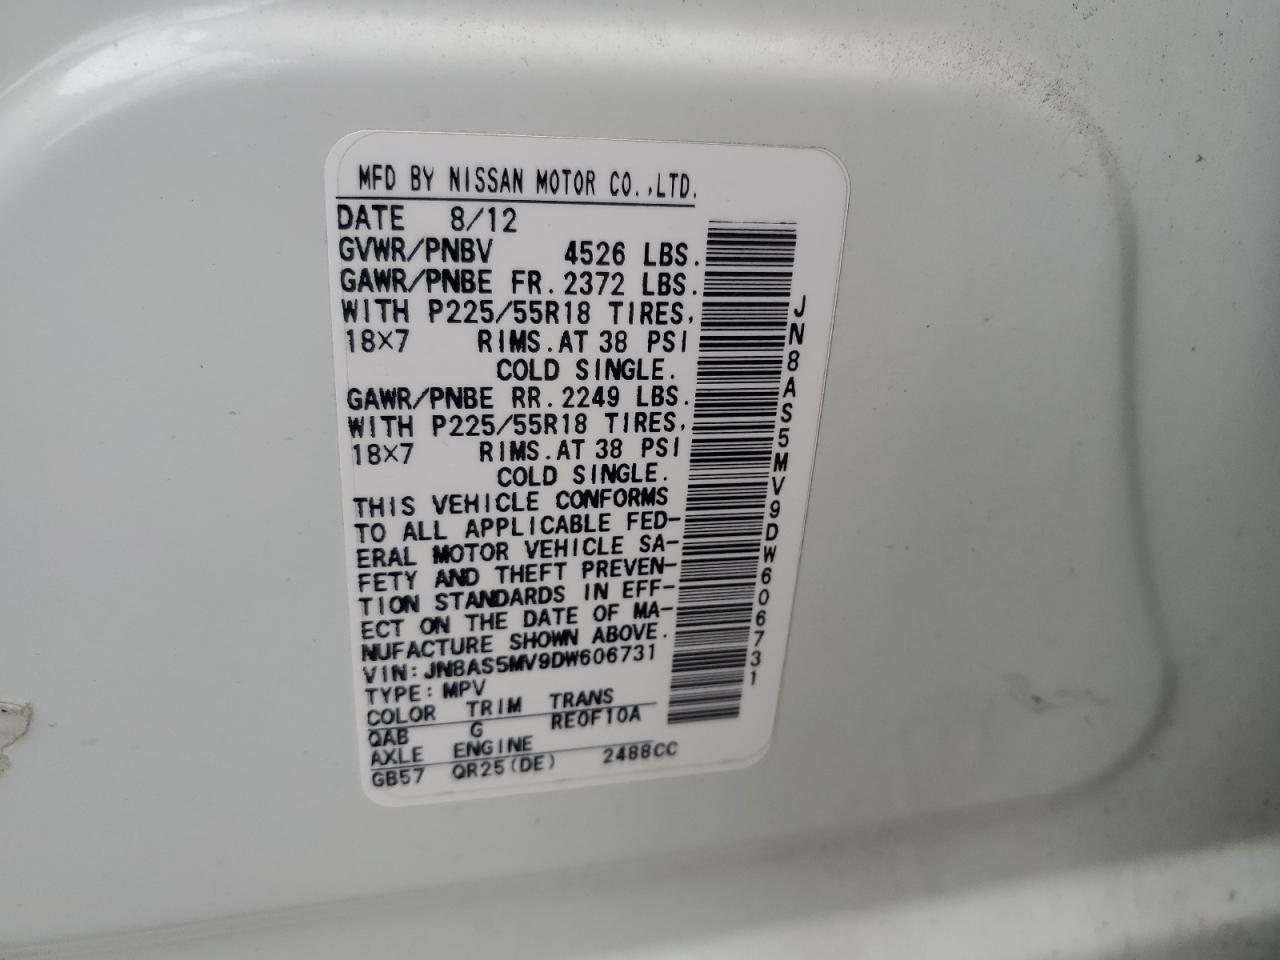 MFD BY NISSAN MOTOR CO.,LTD.
DATE 8/12
GVWR/PNBV 4526 LBS.
GAWR/PNBE FR.2372 LBS.
WITH P225/55R18 TIRES,
18×7 RIMS.AT 38 PSI
COLD SINGLE.
GAWR/PNBE RR.2249 LBS.
WITH P225/55R18 TIRES,
18×7 RIMS.AT 38 PSI
COLD SINGLE.
THIS VEHICLE CONFORMS
TO ALL APPLICABLE FED-
ERAL MOTOR VEHICLE SA-
FETY AND THEFT PREVEN-
TION STANDARDS IN EFF-
ECT ON THE DATE OF MA-
NUFACTURE SHOWN ABOVE.
VIN:JN8AS5MV9DW606731
TYPE:MPV
COLOR TRIM TRANS
QAB G RE0F10A
AXLE ENGINE
GB57 QR25(DE) 2488CC
JN8AS5MV9DW606731